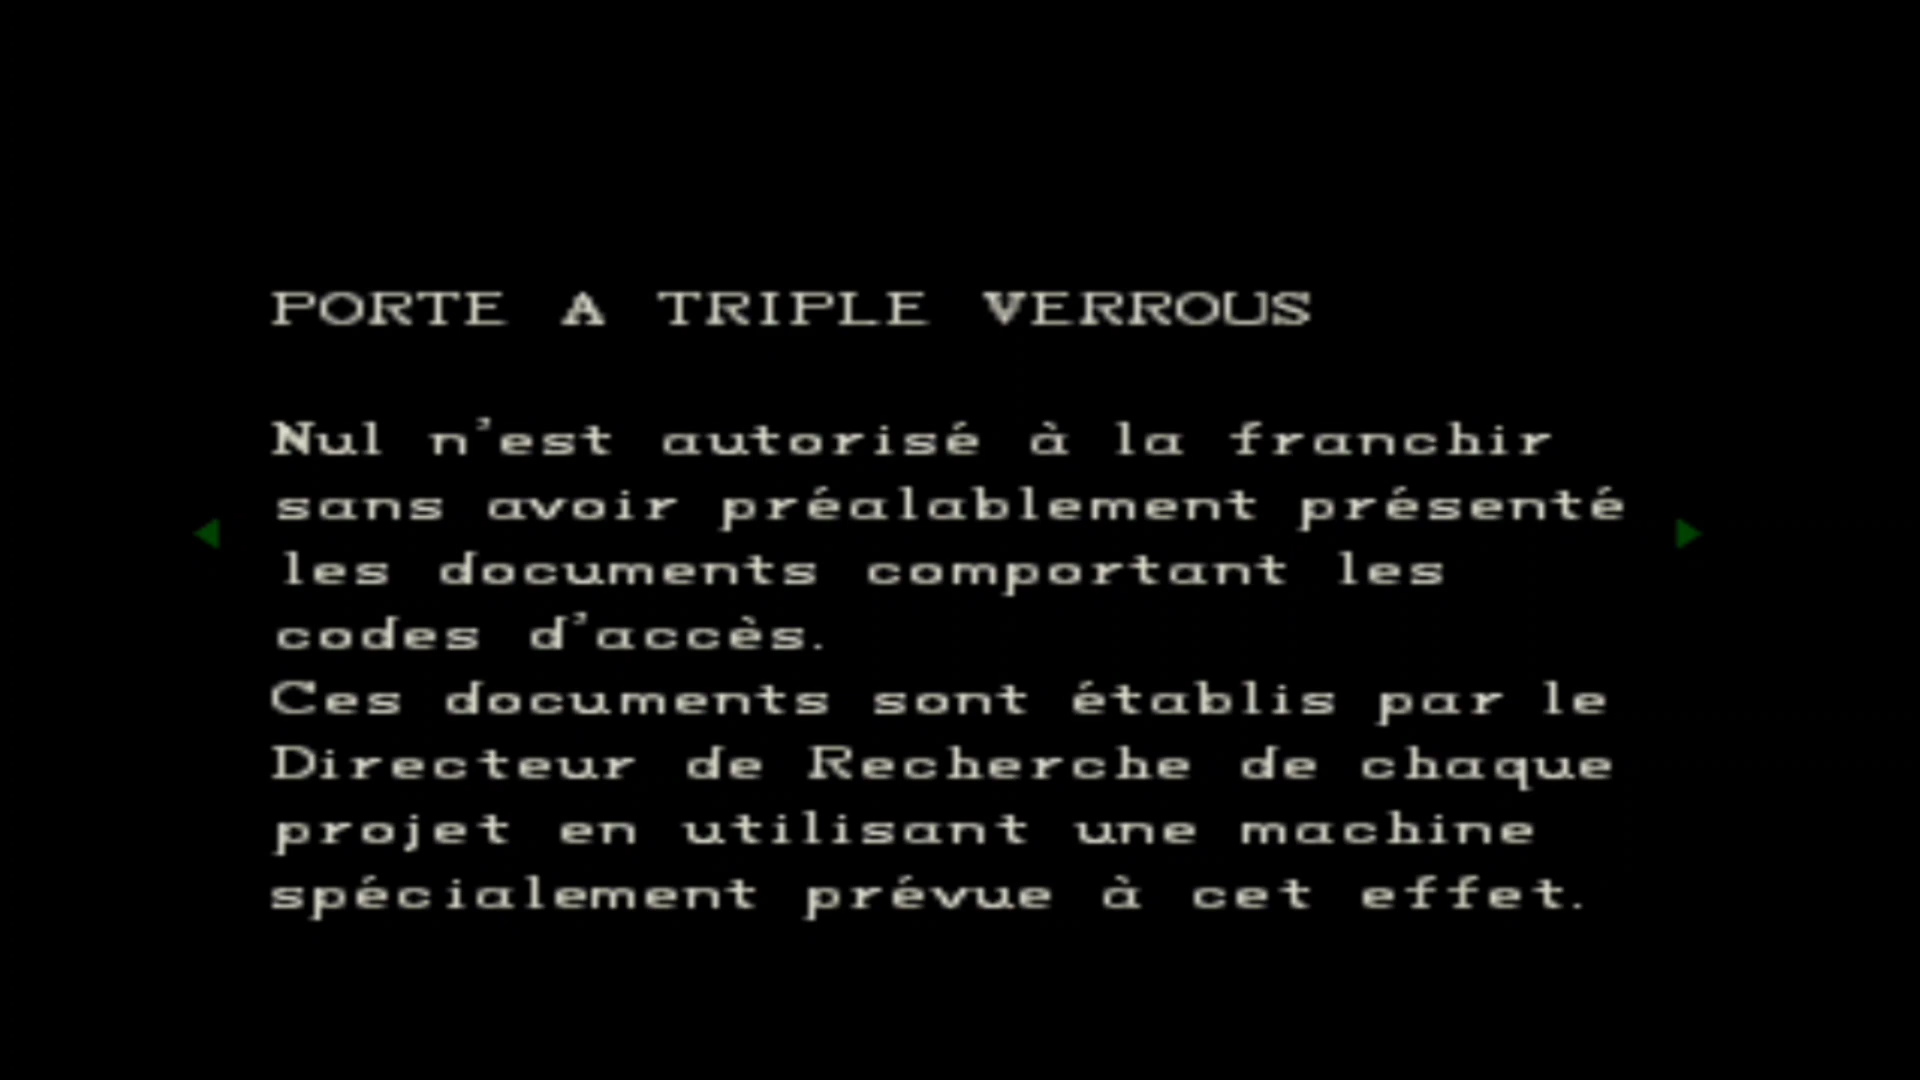 PORTE A TRIPLE VERROUS
Nul n'est autorisé à la franchir
sans avoir préalablement présenté
les documents comportant les
codes d'accès.
Ces documents sont établis par le
Directeur de Recherche de chaque
projet en utilisant une machine
spécialement prévue à cet effet.